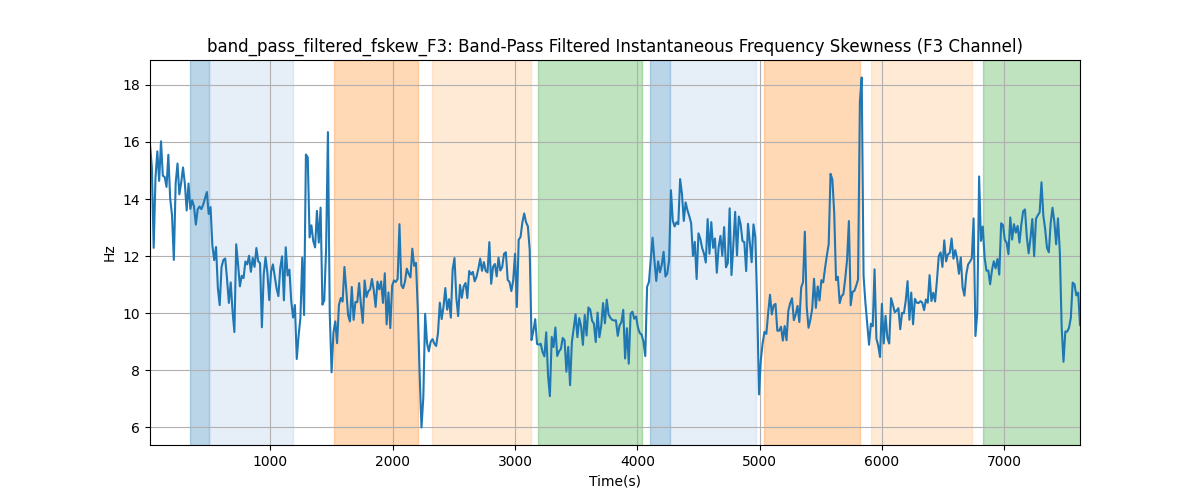 band_pass_filtered_fskew_F3: Band-Pass Filtered Instantaneous Frequency Skewness (F3 Channel)
18
16
14
12
10
8
6
Hz
1000 2000 3000 4000 5000 6000 7000
Time(s)